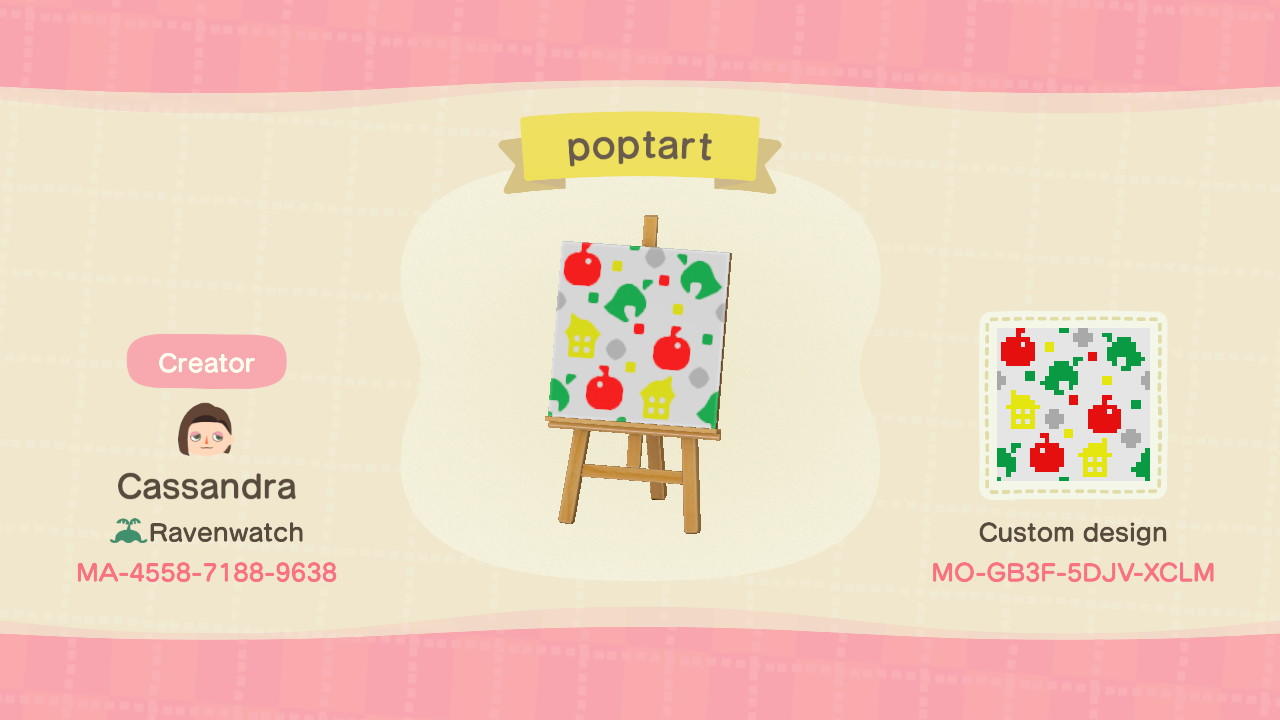 poptart
Creator
Cassandra
Ravenwatch
MA-4558-7188-9638
Custom design
MO-GB3F-5DJV-XCLM